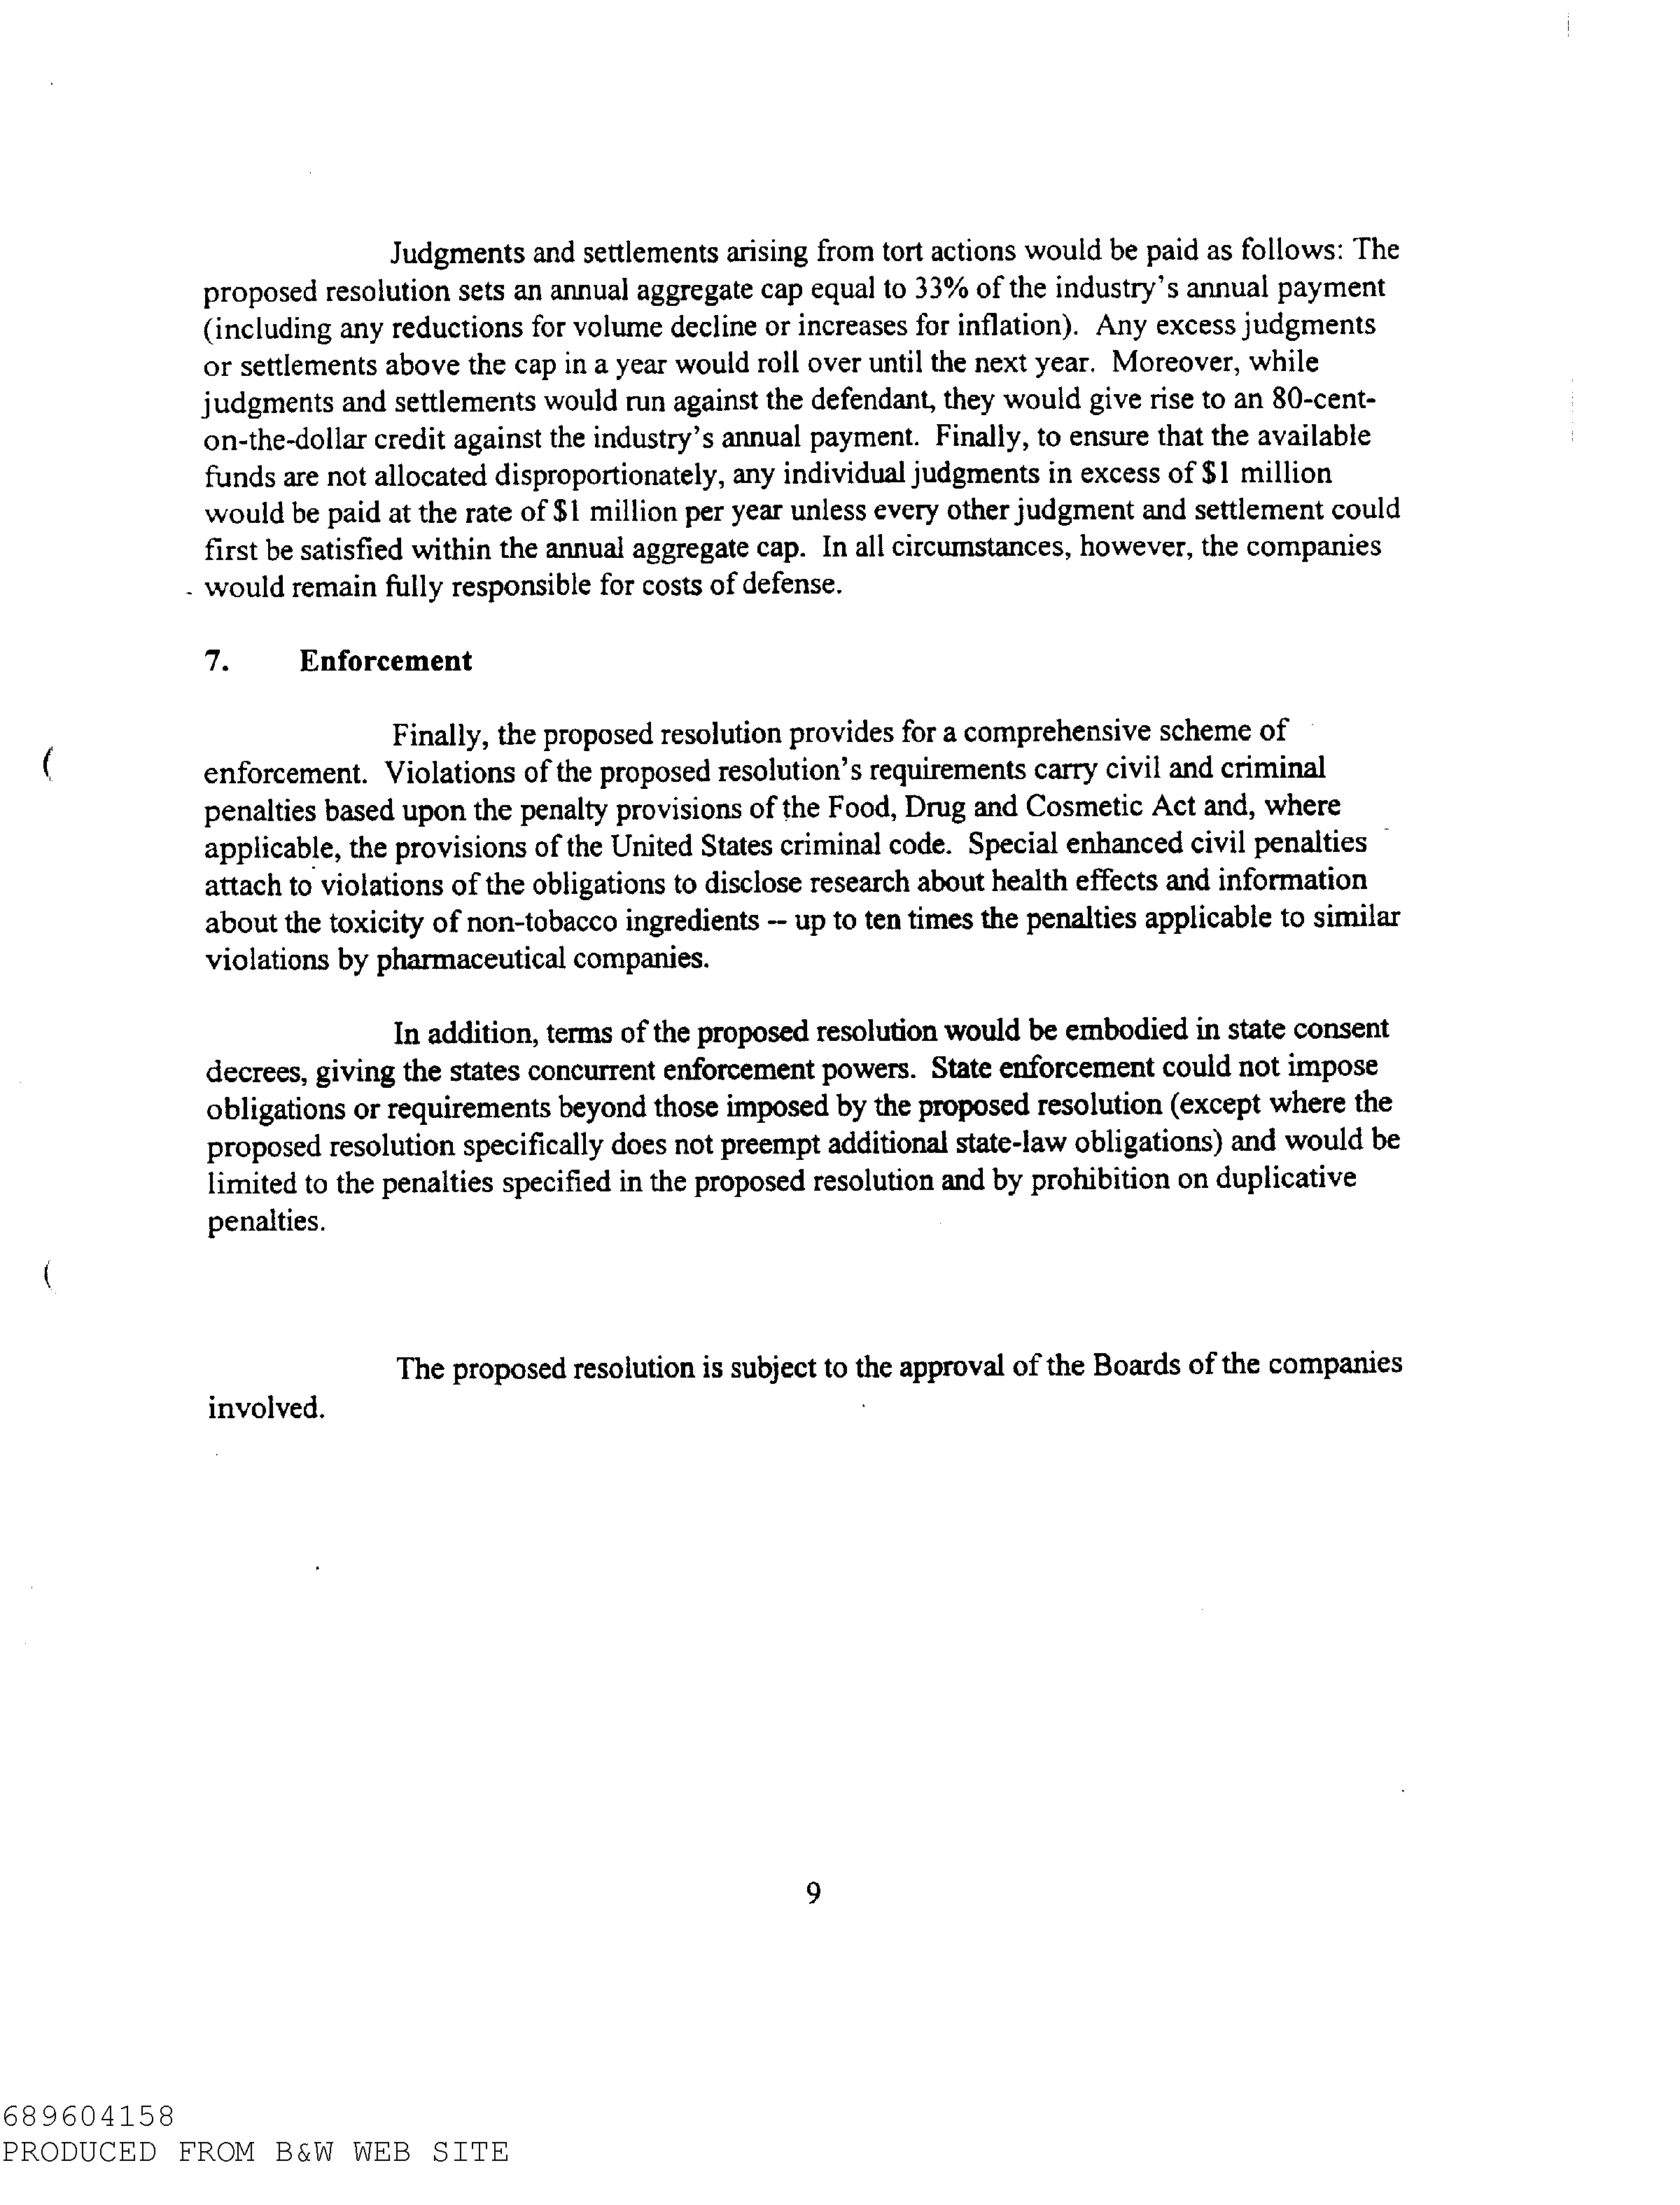 Judgments and settlements arising from tort actions would be paid as follows: The
proposed resolution sets an annual aggregate cap equal to 33% of the industry's annual payment
(including any reductions for volume decline or increases for inflation). Any excess judgments
or settlements above the cap in a year would roll over until the next year. Moreover, while
judgments and settlements would run against the defendant, they would give rise to an 80-cent-
on-the-dollar credit against the industry's annual payment. Finally, to ensure that the available
funds are not allocated disproportionately, any individual judgments in excess of $1 million
would be paid at the rate of $1 million per year unless every other judgment and settlement could
first be satisfied within the annual aggregate cap. In all circumstances, however, the companies
would remain fully responsible for costs of defense.
7. Enforcement
Finally, the proposed resolution provides for a comprehensive scheme of
enforcement. Violations of the proposed resolution's requirements carry civil and criminal
penalties based upon the penalty provisions of the Food, Drug and Cosmetic Act and, where
applicable, the provisions of the United States criminal code. Special enhanced civil penalties
attach to violations of the obligations to disclose research about health effects and information
about the toxicity of non-tobacco ingredients -- up to ten times the penalties applicable to similar
violations by pharmaceutical companies.
In addition, terms of the proposed resolution would be embodied in state consent
decrees, giving the states concurrent enforcement powers. State enforcement could not impose
obligations or requirements beyond those imposed by the proposed resolution (except where the
proposed resolution specifically does not preempt additional state-law obligations) and would be
limited to the penalties specified in the proposed resolution and by prohibition on duplicative
penalties.
The proposed resolution is subject to the approval of the Boards of the companies
involved.
9
689604158
PRODUCED FROM B&W WEB SITE